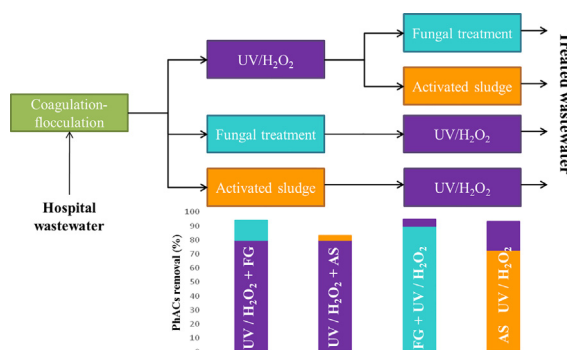 Fungal treatment
UV/H₂O₂
Activated sludge
Coagulation-
flocculation
Fungal treatment
UV/H₂O₂
Activated sludge
UV/H₂O₂
Treated wastewater
Hospital
wastewater
PhACs removal (%)
100
90
80
70
60
50
40
30
20
10
UV / H₂O₂ + FG
UV / H₂O₂ + AS
FG + UV / H₂O₂
AS UV / H₂O₂